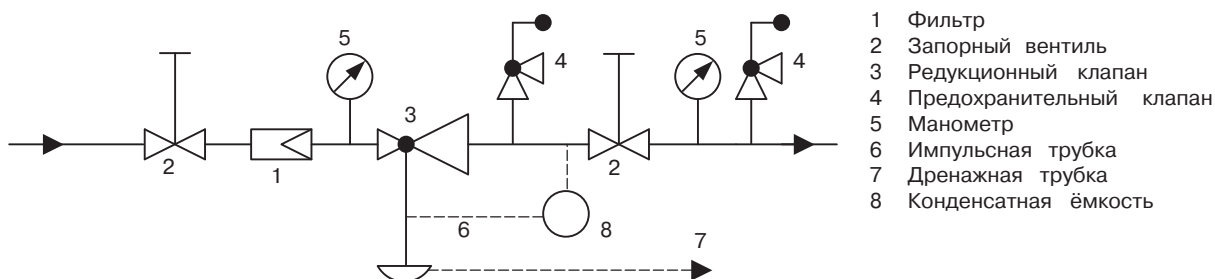 5
5
4
4
3
2
1
2
6
8
7
1 Фильтр
2 Запорный вентиль
3 Редукционный клапан
4 Предохранительный клапан
5 Манометр
6 Импульсная трубка
7 Дренажная трубка
8 Конденсатная ёмкость